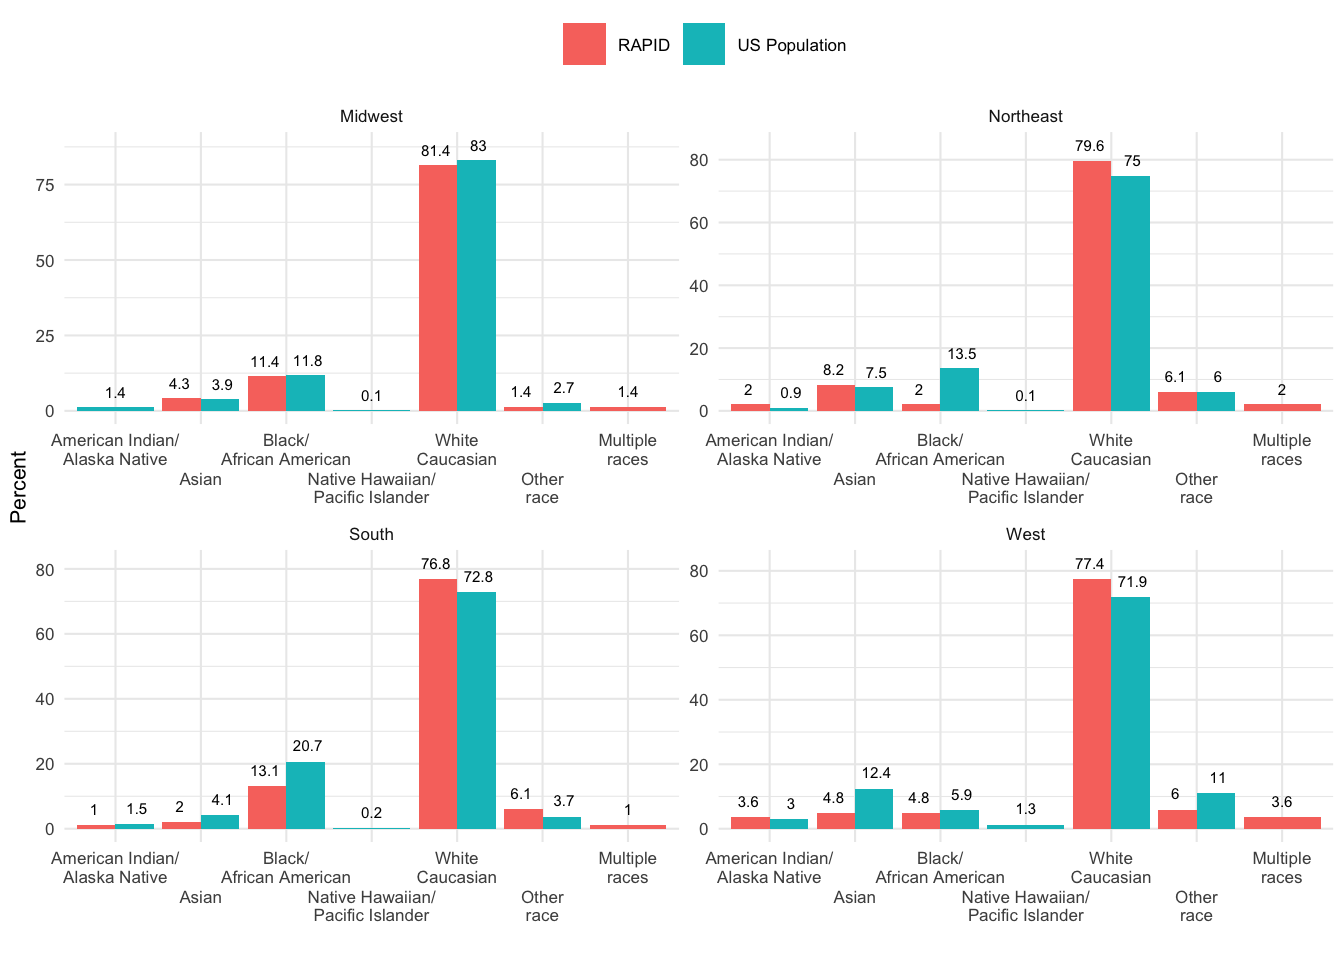 RAPID US Population
Midwest
Northeast
Percent
75
50
25
0
1.4 4.3 3.9 11.4 11.8 0.1 81.4 83 1.4 2.7 1.4
American Indian/ Black/ White Multiple
Alaska Native African American Caucasian races
Asian Native Hawaiian/ Other
Pacific Islander race
80
60
40
20
0
2 0.9 8.2 7.5 2 13.5 0.1 79.6 75 6.1 6 2
American Indian/ Black/ White Multiple
Alaska Native African American Caucasian races
Asian Native Hawaiian/ Other
Pacific Islander race
South
80
60
40
20
0
1 1.5 2 4.1 13.1 20.7 0.2 76.8 72.8 6.1 3.7 1
American Indian/ Black/ White Multiple
Alaska Native African American Caucasian races
Asian Native Hawaiian/ Other
Pacific Islander race
West
80
60
40
20
0
3.6 3 4.8 12.4 4.8 5.9 1.3 77.4 71.9 6 11 3.6
American Indian/ Black/ White Multiple
Alaska Native African American Caucasian races
Asian Native Hawaiian/ Other
Pacific Islander race